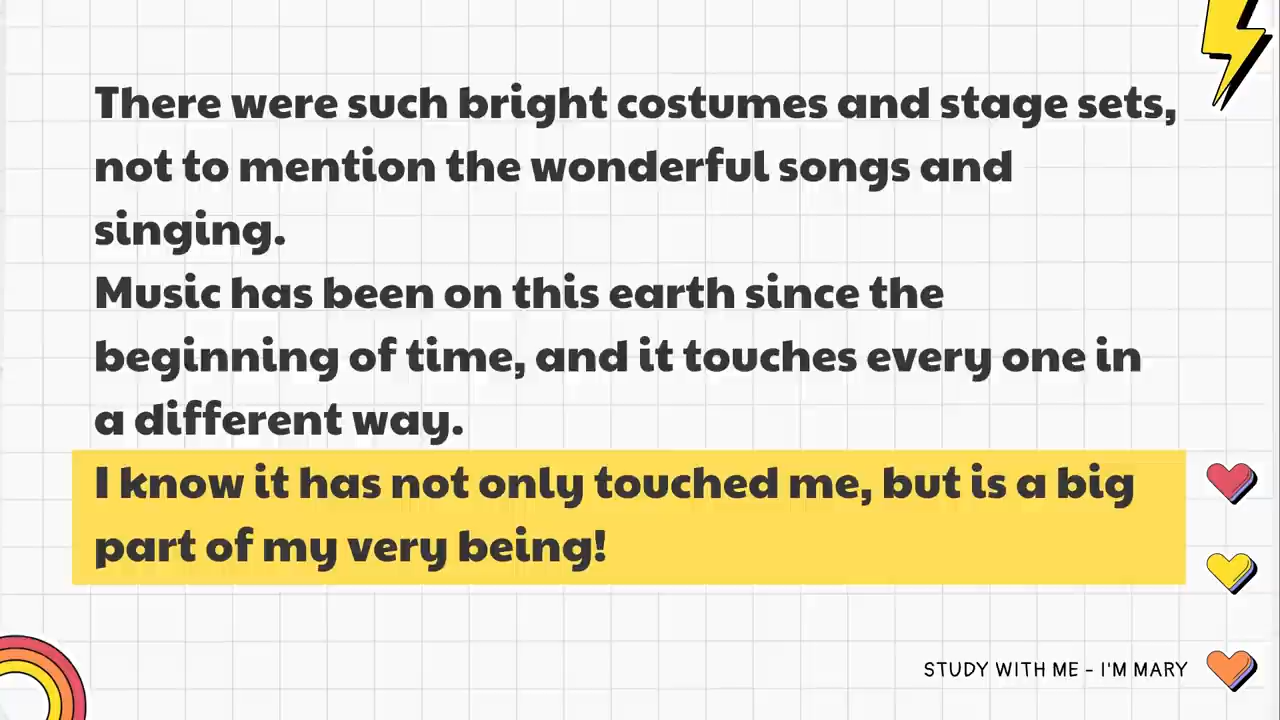 There were such bright costumes and stage sets,
not to mention the wonderful songs and
singing.
Music has been on this earth since the
beginning of time, and it touches every one in
a different way.
I know it has not only touched me, but is a big
part of my very being!
STUDY WITH ME - I'M MARY